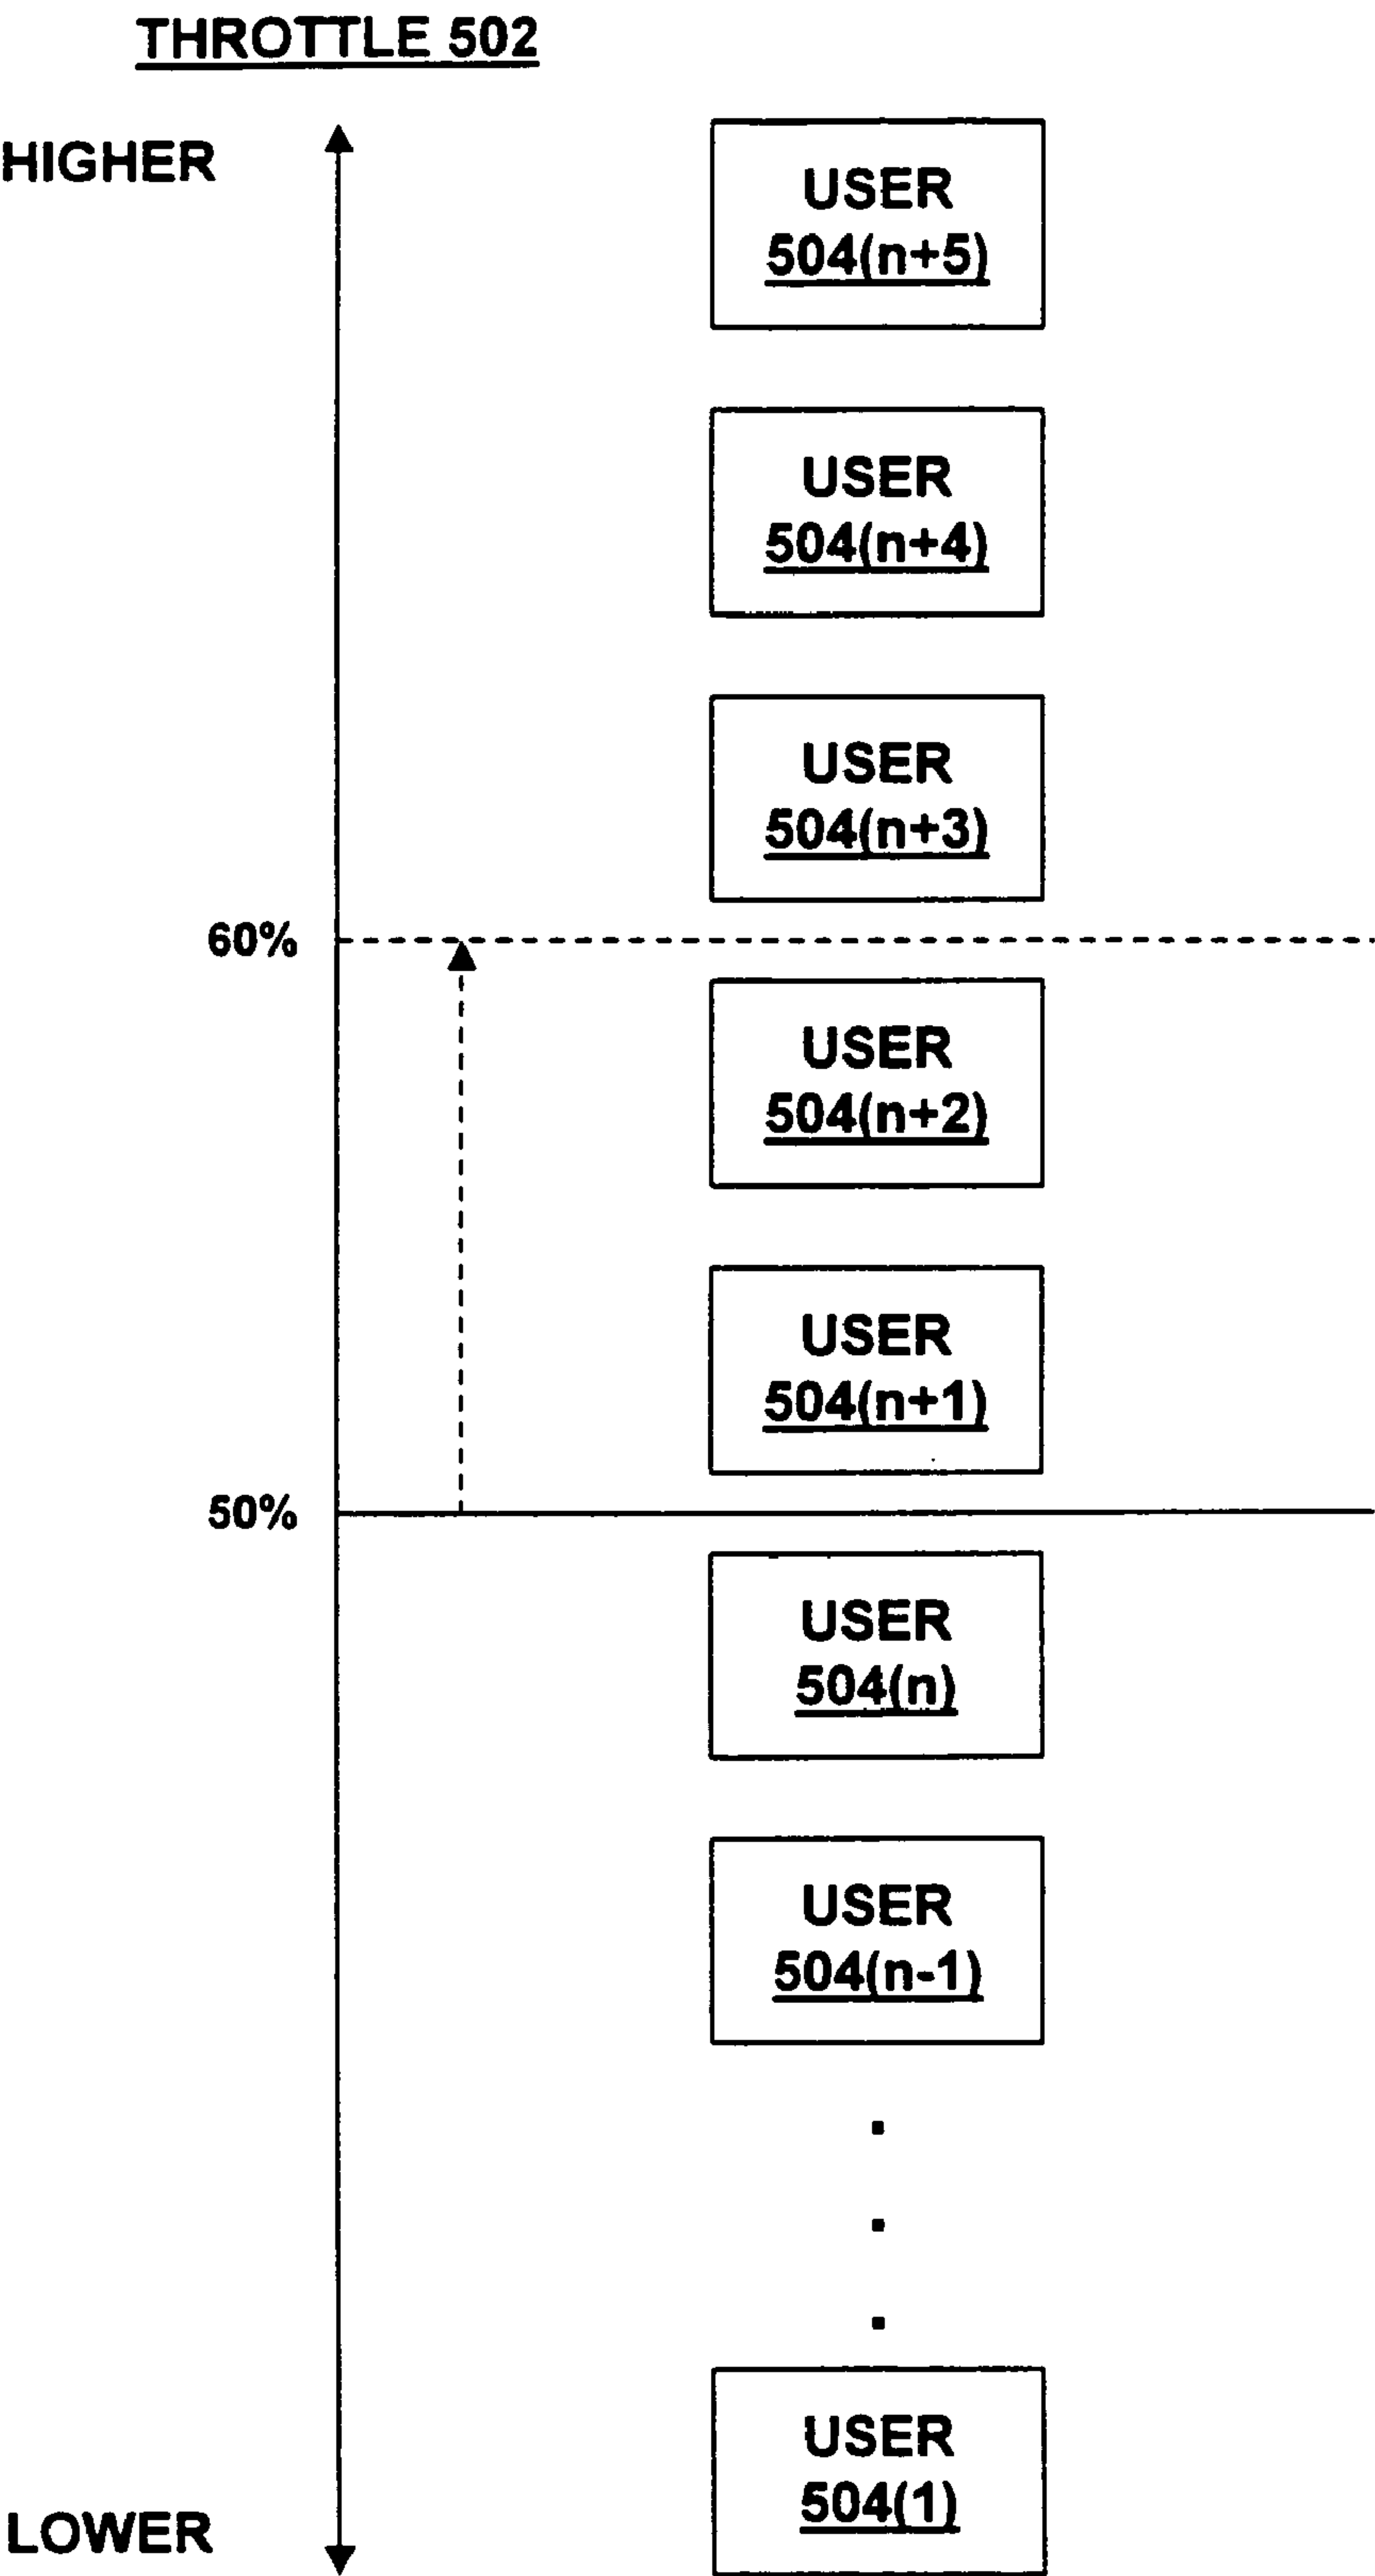 THROTTLE 502
HIGHER
USER
504(n+5)
USER
504(n+4)
USER
504(n+3)
60%
USER
504(n+2)
USER
504(n+1)
50%
USER
504(n)
USER
504(n-1)
.
.
.
USER
504(1)
LOWER